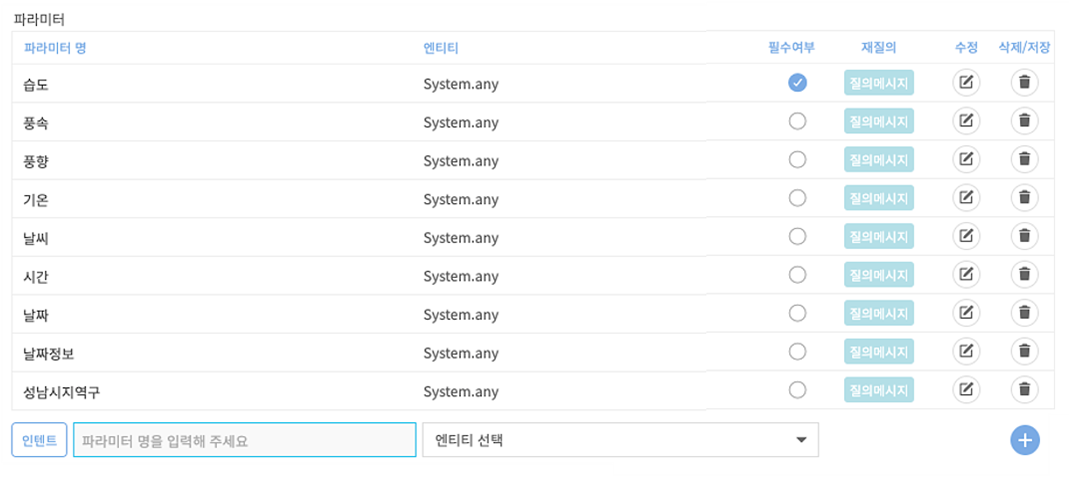 파라미터
파라미터 명 엔티티 필수여부 재질의 수정 삭제/저장
습도 System.any 질의메시지
풍속 System.any 질의메시지
풍향 System.any 질의메시지
기온 System.any 질의메시지
날씨 System.any 질의메시지
시간 System.any 질의메시지
날짜 System.any 질의메시지
날짜정보 System.any 질의메시지
성남시지역구 System.any 질의메시지
인텐트 파라미터 명을 입력해 주세요 엔티티 선택